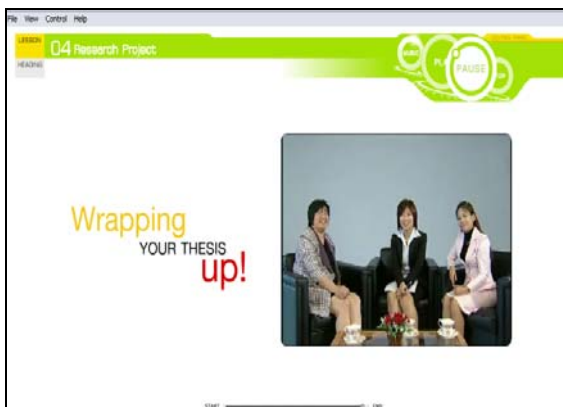 File View Control Help
LESSON
HEADING
04 Research Project
PAUSE
Wrapping
YOUR THESIS
up!
START
END